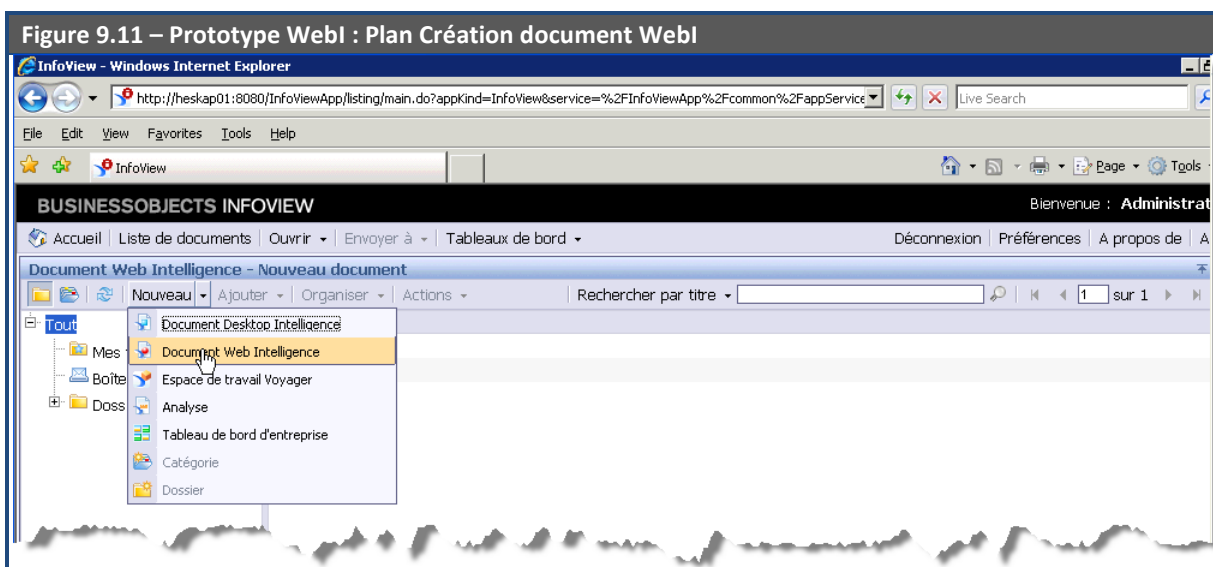 Figure 9.11 – Prototype WebI : Plan Création document WebI
InfoView - Windows Internet Explorer
http://heskap01:8080/InfoViewApp/listing/main.do?appKind=InfoView&service=%2FInfoViewApp%2Fcommon%2FappService
Live Search
File Edit View Favorites Tools Help
InfoView
Page Tools
BUSINESSOBJECTS INFOVIEW
Bienvenue : Administrat
Accueil Liste de documents Ouvrir Envoyer à Tableaux de bord
Déconnexion Préférences A propos de A
Document Web Intelligence - Nouveau document
Nouveau Ajouter Organiser Actions Rechercher par titre 1 sur 1
Tout
Mes
Boîte
Doss
Document Desktop Intelligence
Document Web Intelligence
Espace de travail Voyager
Analyse
Tableau de bord d'entreprise
Catégorie
Dossier